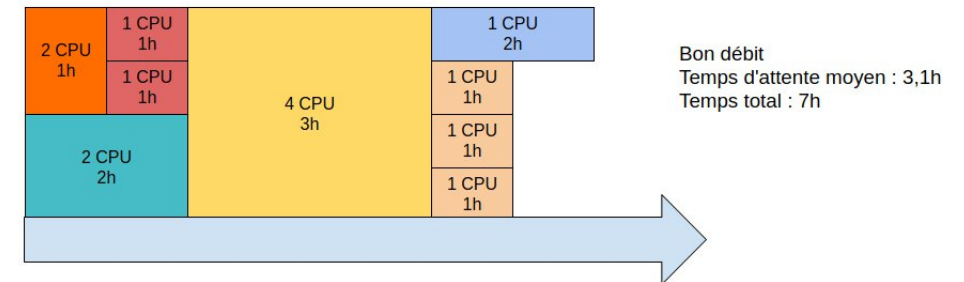 2 CPU
1h
1 CPU
1h
1 CPU
1h
2 CPU
2h
4 CPU
3h
1 CPU
2h
1 CPU
1h
1 CPU
1h
1 CPU
1h
Bon débit
Temps d'attente moyen : 3,1h
Temps total : 7h